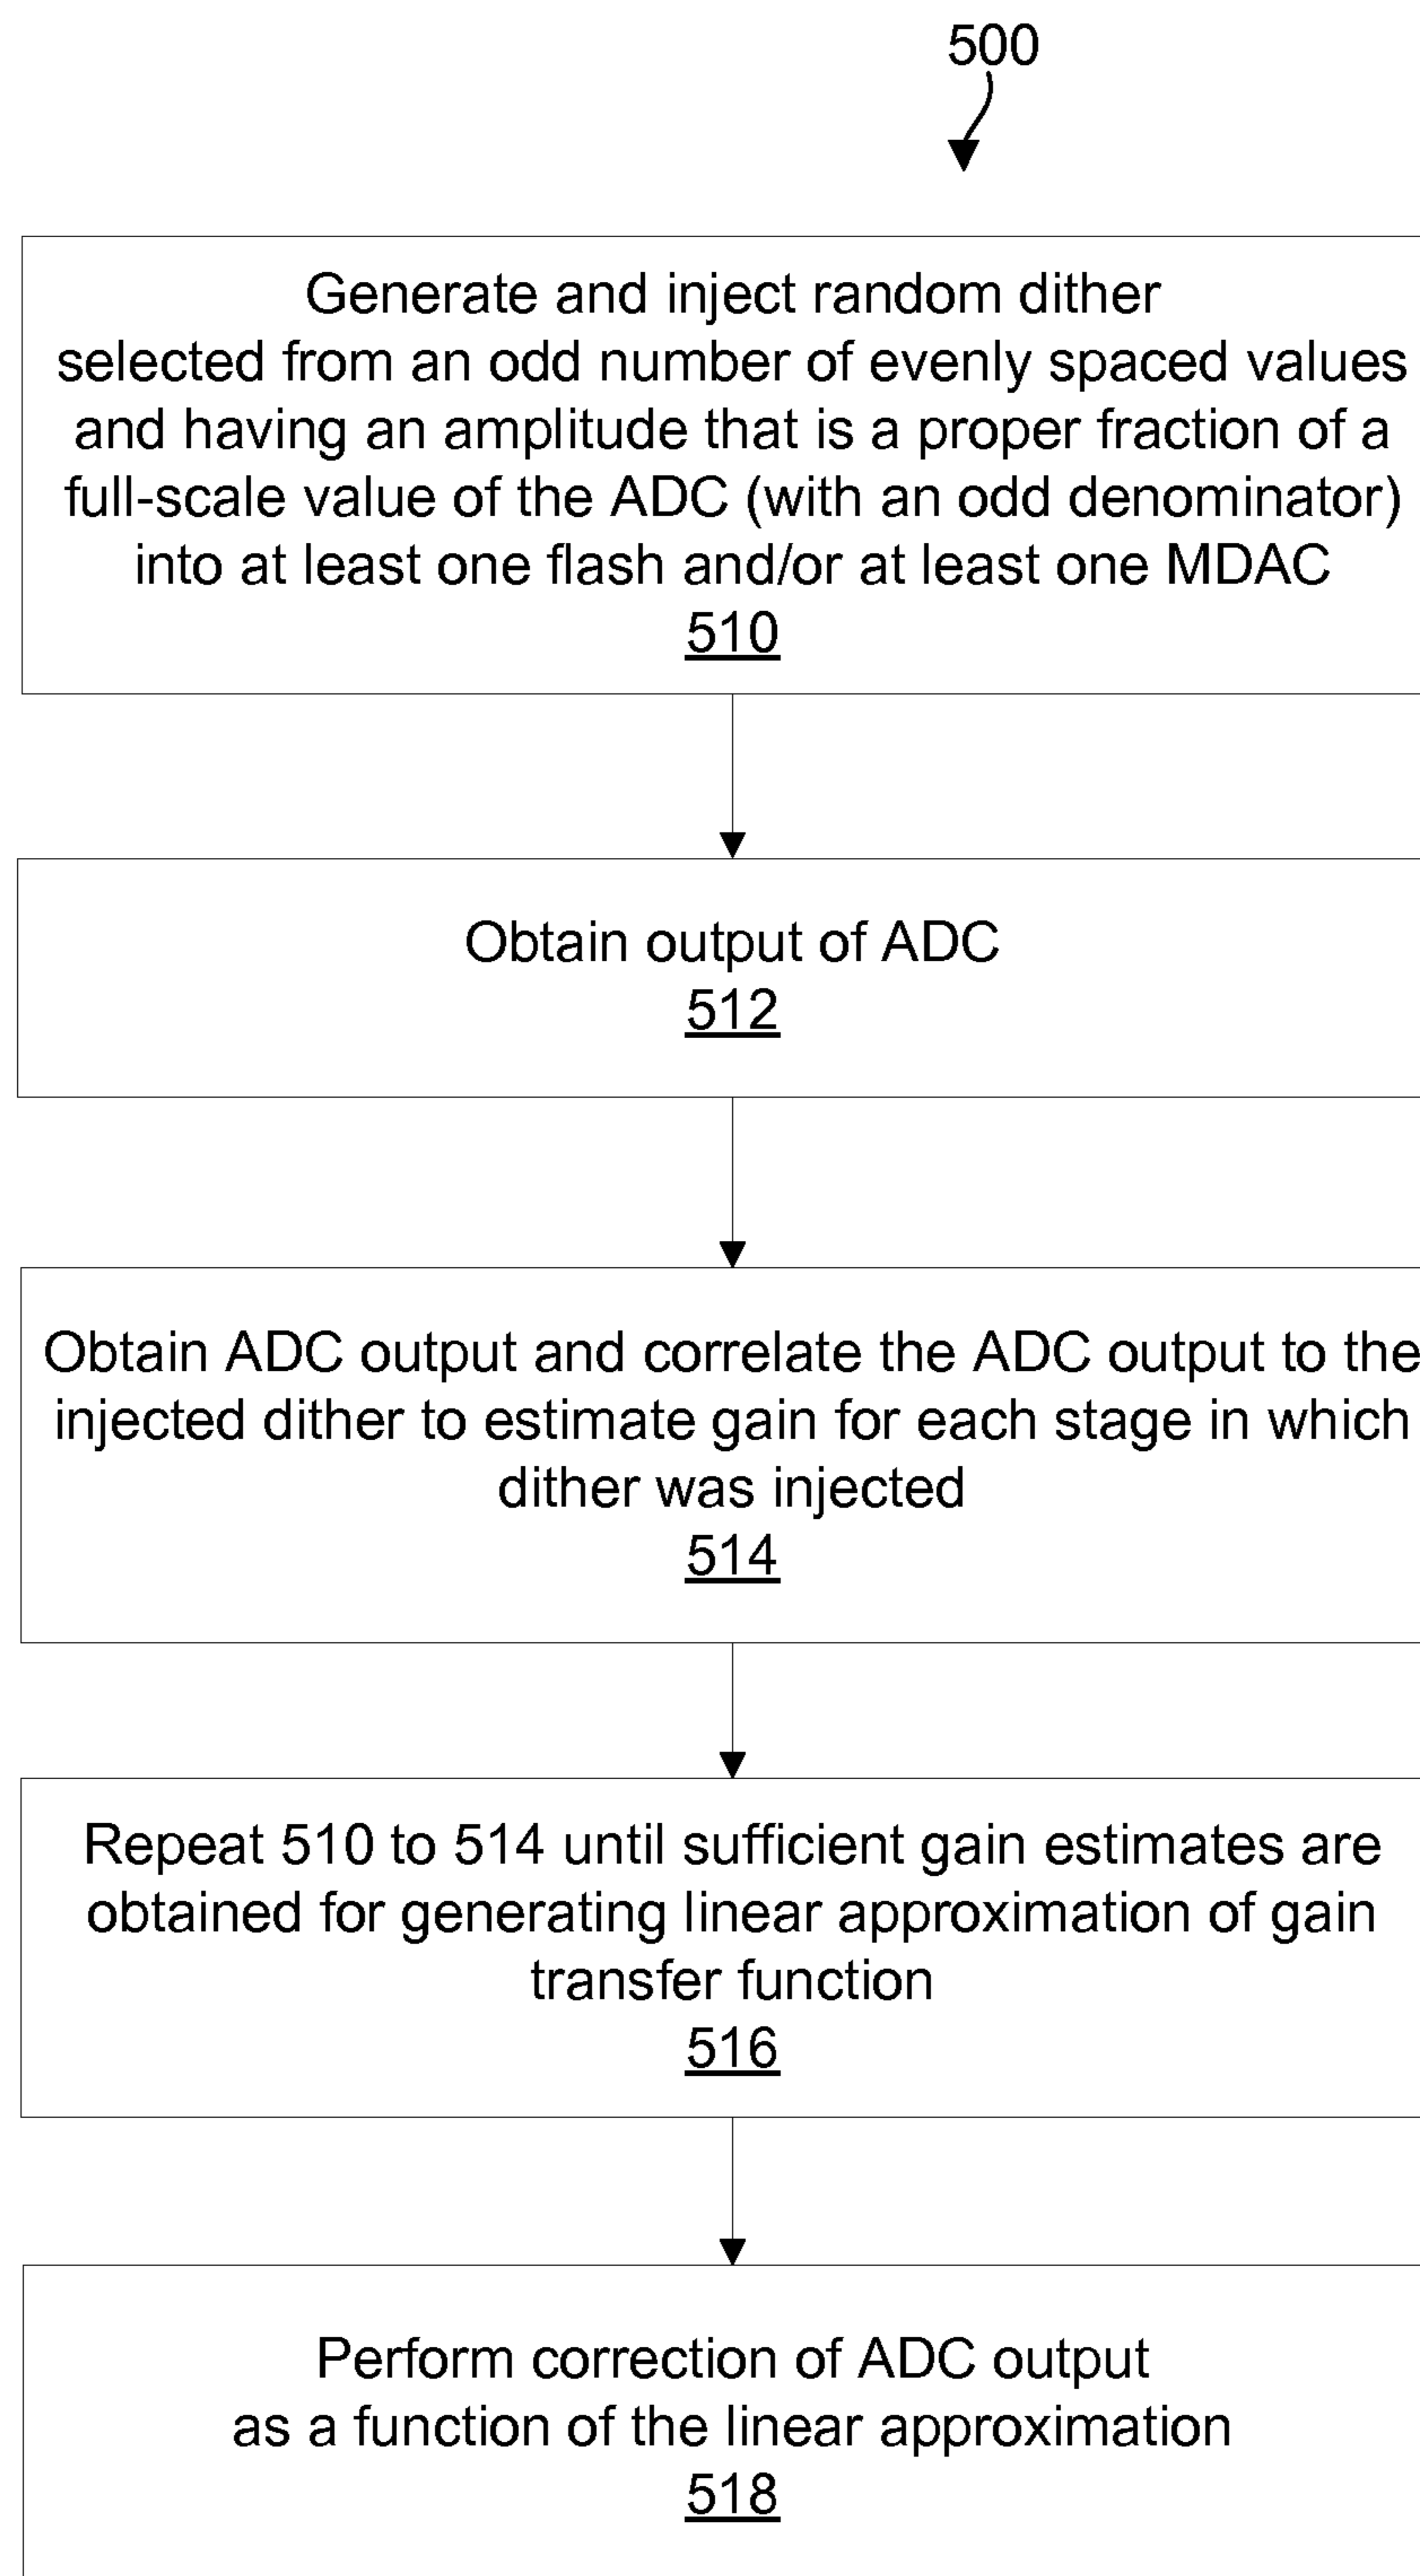 500
Generate and inject random dither
selected from an odd number of evenly spaced values
and having an amplitude that is a proper fraction of a
full-scale value of the ADC (with an odd denominator)
into at least one flash and/or at least one MDAC
510
Obtain output of ADC
512
Obtain ADC output and correlate the ADC output to the
injected dither to estimate gain for each stage in which
dither was injected
514
Repeat 510 to 514 until sufficient gain estimates are
obtained for generating linear approximation of gain
transfer function
516
Perform correction of ADC output
as a function of the linear approximation
518